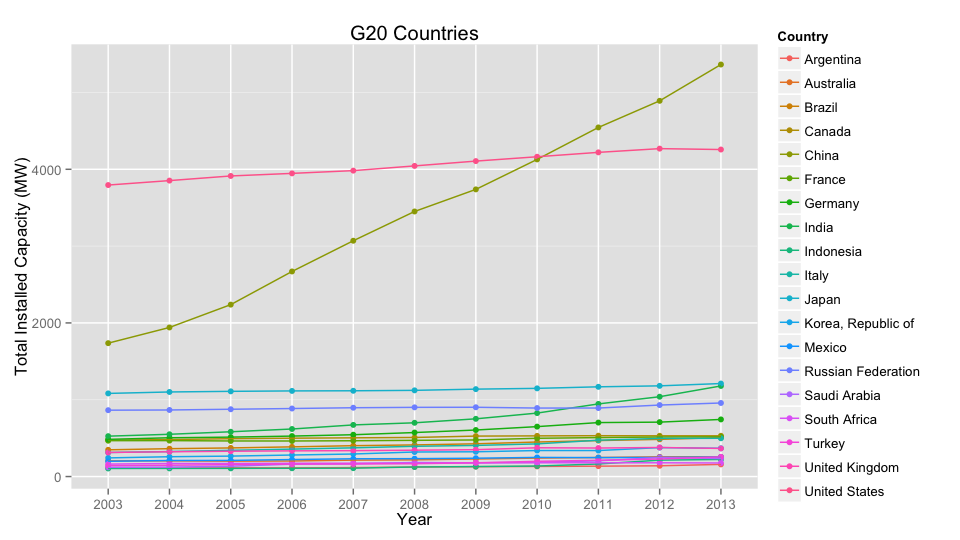 G20 Countries
Total Installed Capacity (MW)
4000
2000
0
2003 2004 2005 2006 2007 2008 2009 2010 2011 2012 2013
Year
Country
Argentina
Australia
Brazil
Canada
China
France
Germany
India
Indonesia
Italy
Japan
Korea, Republic of
Mexico
Russian Federation
Saudi Arabia
South Africa
Turkey
United Kingdom
United States